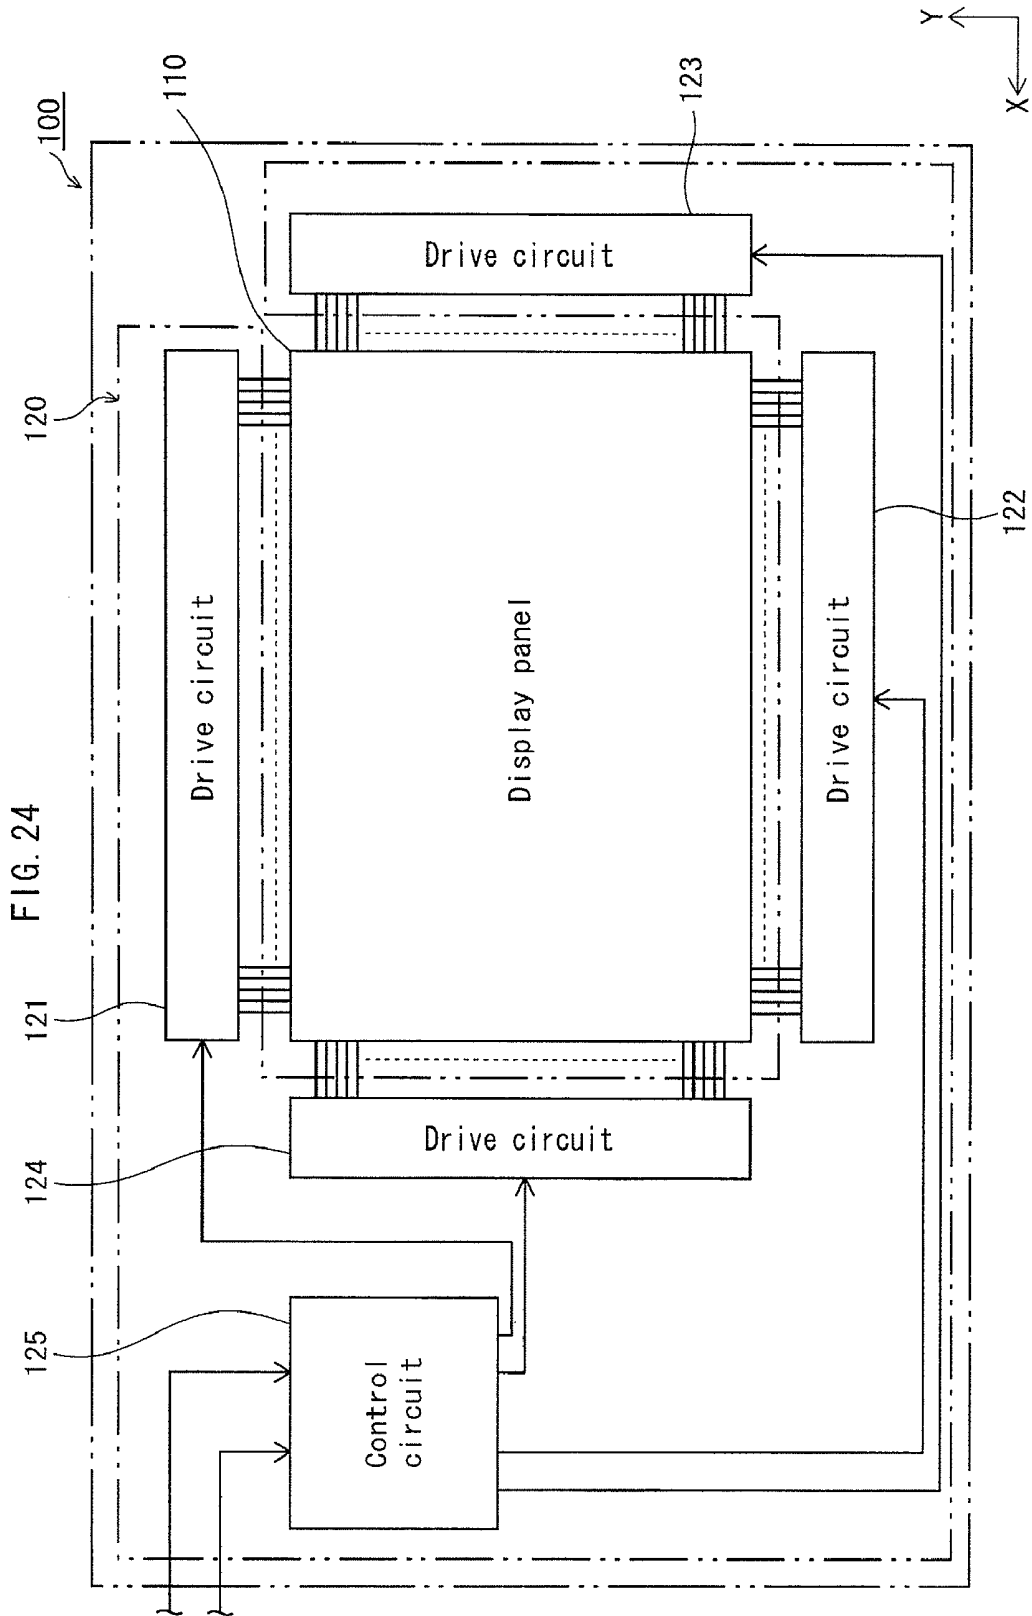 FIG. 24
100
120
121
Drive circuit
110
124
Drive circuit
Display panel
Drive circuit
123
125
Control
circuit
Drive circuit
122
Y
X